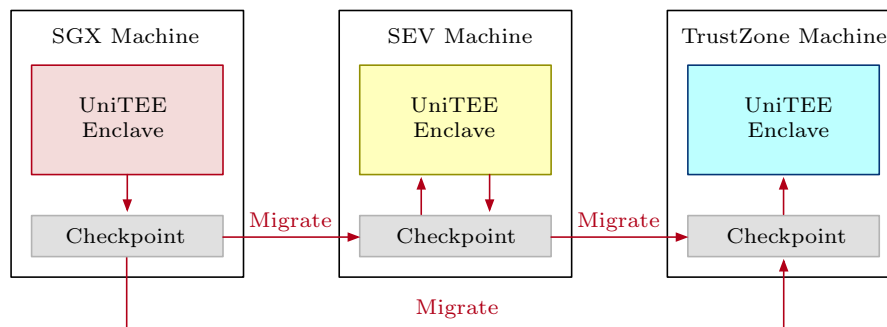 SGX Machine
SEV Machine
TrustZone Machine
UniTEE
Enclave
UniTEE
Enclave
UniTEE
Enclave
Checkpoint
Migrate
Checkpoint
Migrate
Checkpoint
Migrate